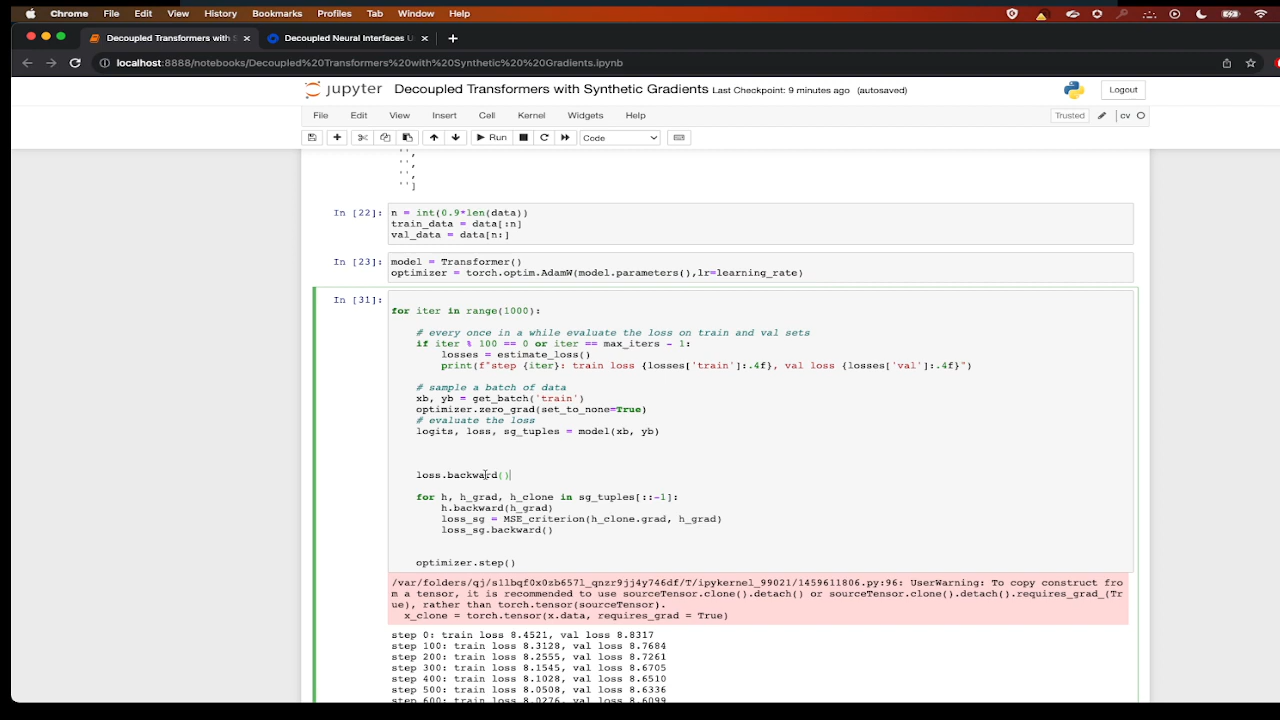 Chrome File Edit View History Bookmarks Profiles Tab Window Help
Decoupled Transformers with S × Decoupled Neural Interfaces U × +
localhost:8888/notebooks/Decoupled%20Transformers%20with%20Synthetic%20%20Gradients.ipynb
jupyter Decoupled Transformers with Synthetic Gradients Last Checkpoint: 9 minutes ago (autosaved) Logout
File Edit View Insert Cell Kernel Widgets Help Trusted cv
Run Code
'',
'',
'',
'']
In [22]: n = int(0.9*len(data))
train_data = data[:n]
val_data = data[n:]
In [23]: model = Transformer()
optimizer = torch.optim.AdamW(model.parameters(),lr=learning_rate)
In [31]:
for iter in range(1000):
# every once in a while evaluate the loss on train and val sets
if iter % 100 == 0 or iter == max_iters - 1:
losses = estimate_loss()
print(f"step {iter}: train loss {losses['train']:.4f}, val loss {losses['val']:.4f}")
# sample a batch of data
xb, yb = get_batch('train')
optimizer.zero_grad(set_to_none=True)
# evaluate the loss
logits, loss, sg_tuples = model(xb, yb)
loss.backward()
for h, h_grad, h_clone in sg_tuples[::-1]:
h.backward(h_grad)
loss_sg = MSE_criterion(h_clone.grad, h_grad)
loss_sg.backward()
optimizer.step()
/var/folders/qj/s1lbqf0x0zb657l_qnzr9jj4y746df/T/ipykernel_99021/1459611806.py:96: UserWarning: To copy construct fro
m a tensor, it is recommended to use sourceTensor.clone().detach() or sourceTensor.clone().detach().requires_grad_(Tr
ue), rather than torch.tensor(sourceTensor).
x_clone = torch.tensor(x.data, requires_grad = True)
step 0: train loss 8.4521, val loss 8.8317
step 100: train loss 8.3128, val loss 8.7684
step 200: train loss 8.2555, val loss 8.7261
step 300: train loss 8.1545, val loss 8.6705
step 400: train loss 8.1028, val loss 8.6510
step 500: train loss 8.0508, val loss 8.6336
step 600: train loss 8.0276, val loss 8.6099